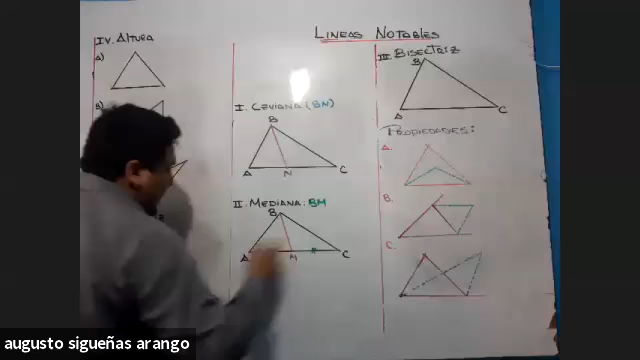 LINEAS NOTABLES
IV. ALTURA
A)
B)
I. CEVIANA (BN)
B
A N C
II. MEDIANA: BM
B
A M C
III. BISECTRIZ
B
A C
PROPIEDADES:
A.
B.
C.
augusto sigueñas arango